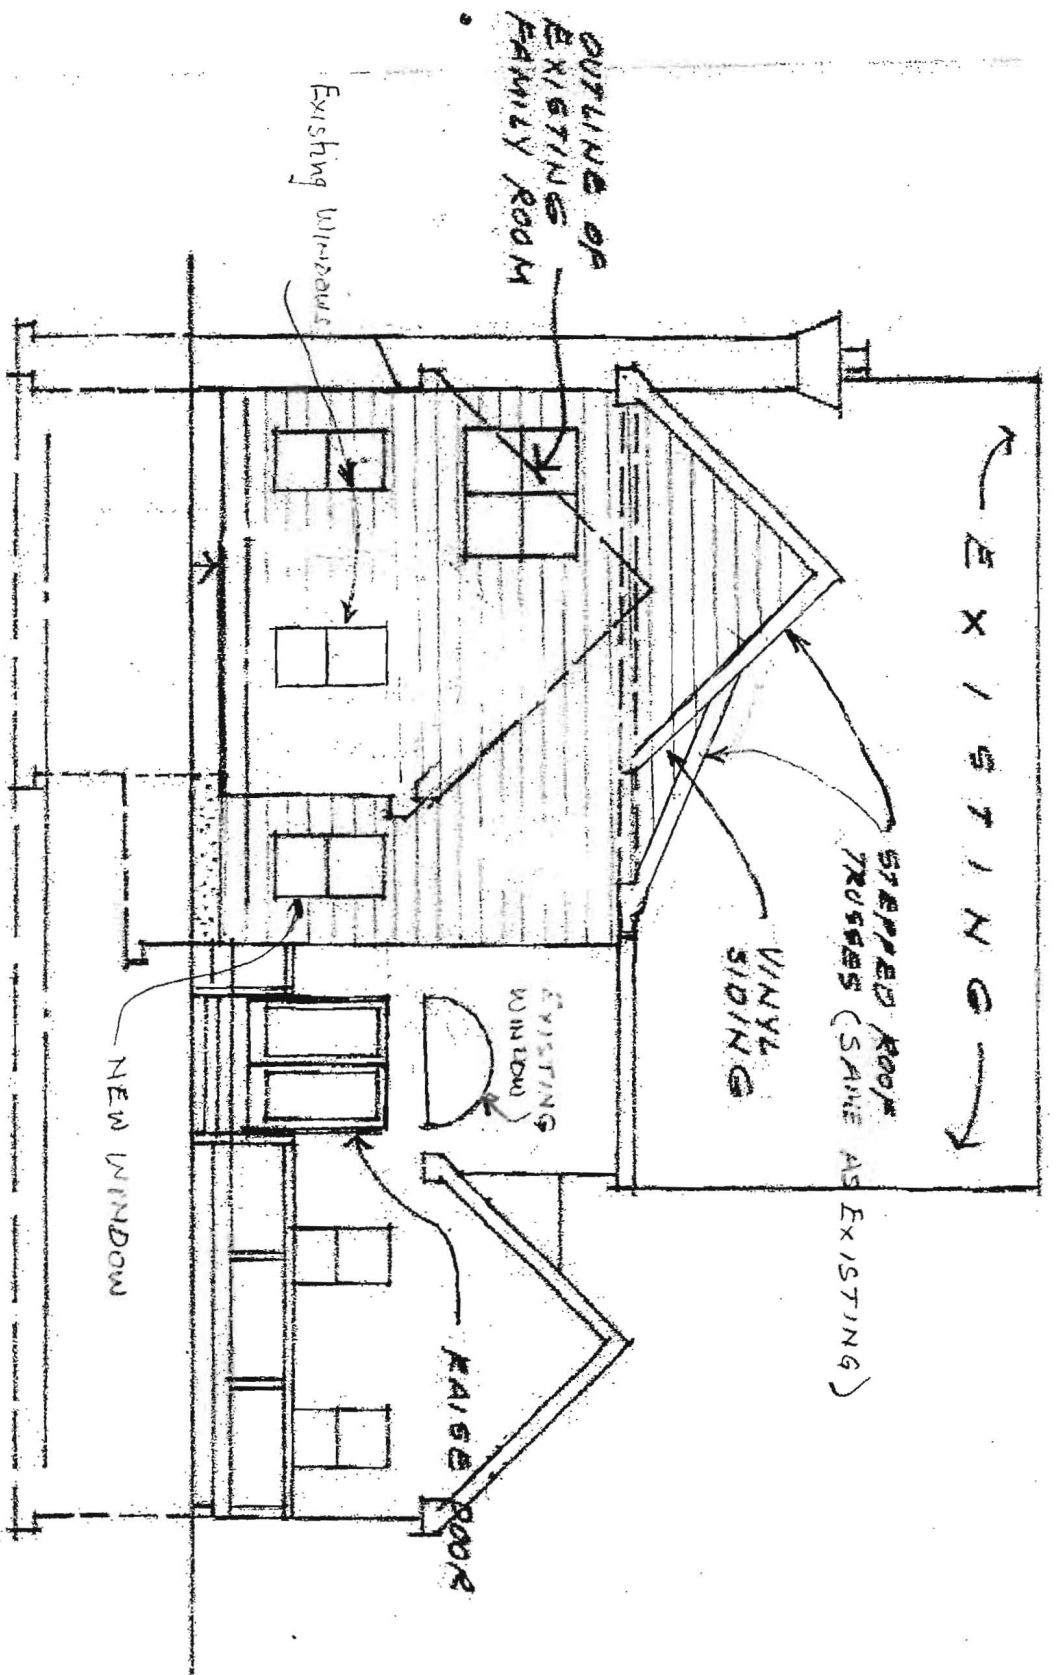 ← EXISTING →
STEPPED ROOF
TRUSSES (SAME AS EXISTING)
VINYL
SIDING
OUTLINE OF
EXISTING
FAMILY ROOM
EXISTING
WINDOW
Existing Windows
RAISE DOOR
NEW WINDOW